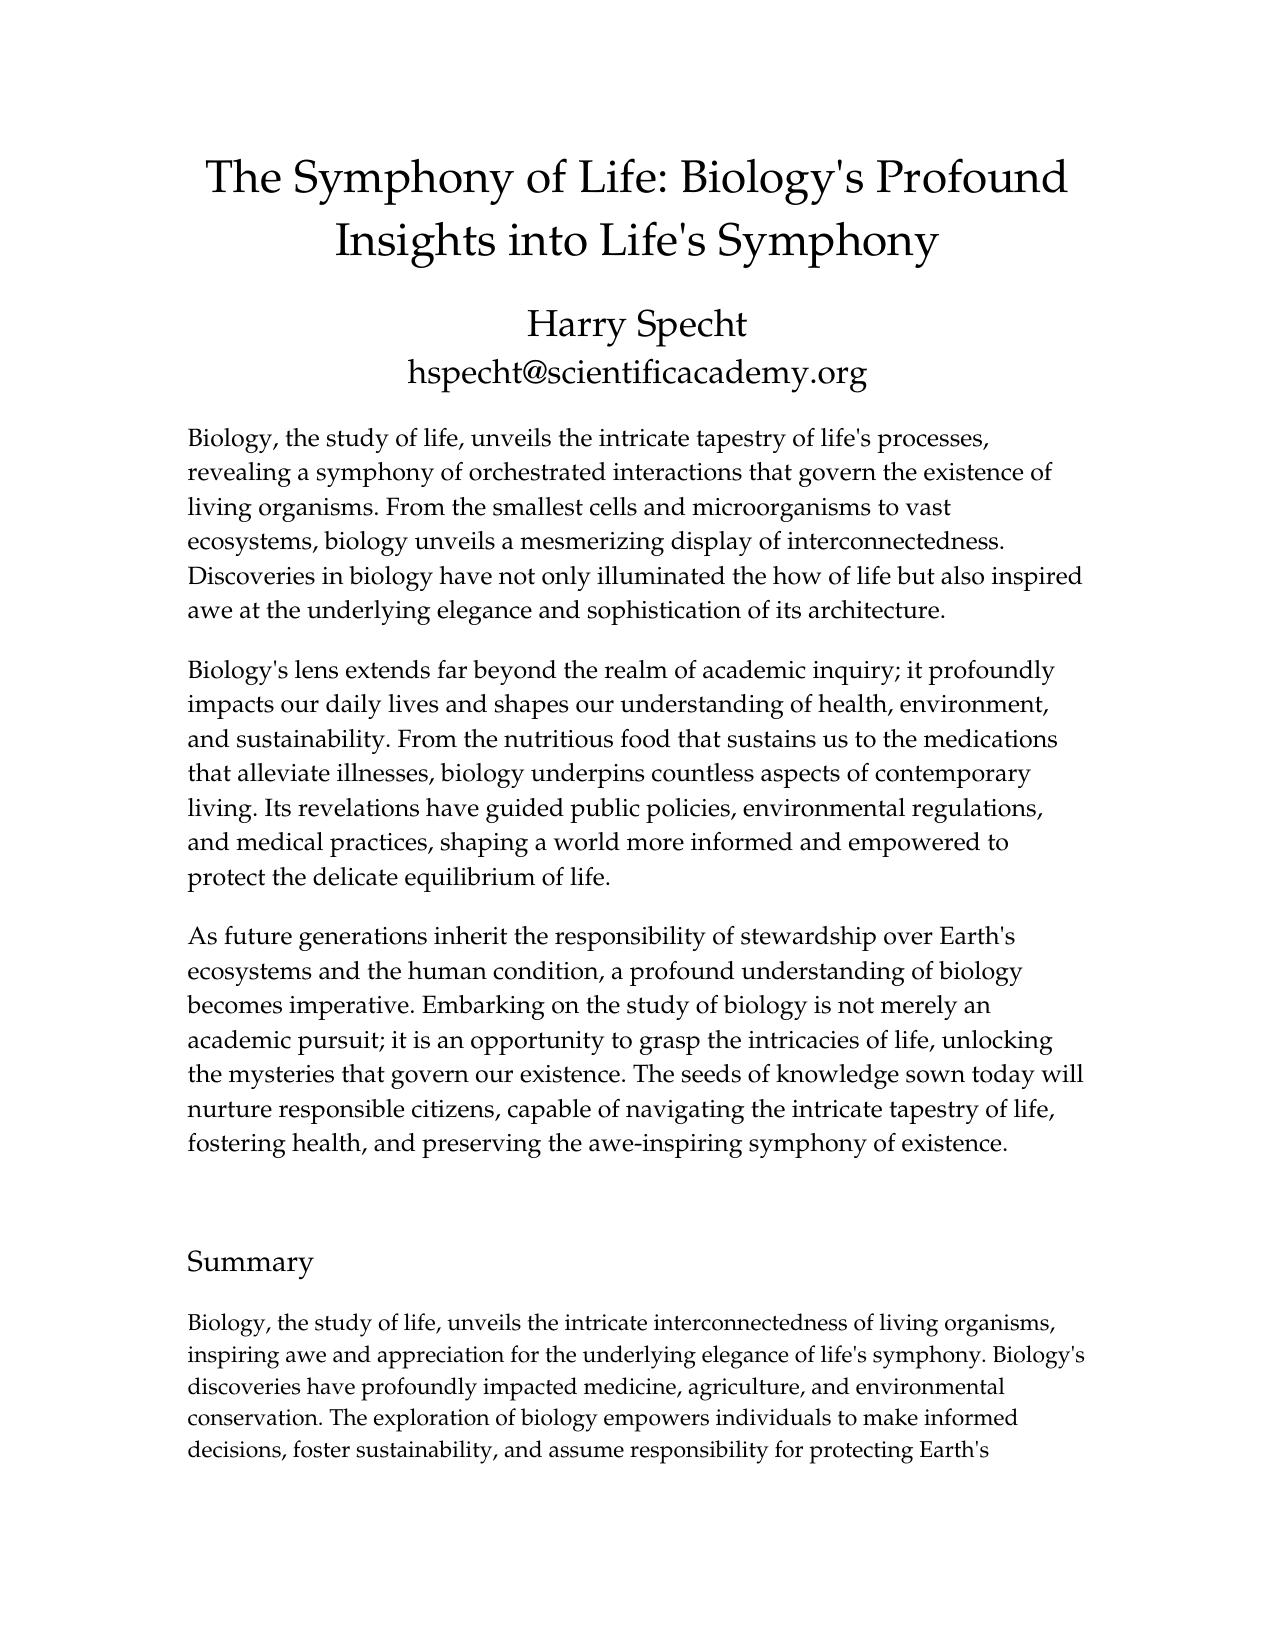 The Symphony of Life: Biology's Profound
Insights into Life's Symphony
Harry Specht
hspecht@scientificacademy.org
Biology, the study of life, unveils the intricate tapestry of life's processes,
revealing a symphony of orchestrated interactions that govern the existence of
living organisms. From the smallest cells and microorganisms to vast
ecosystems, biology unveils a mesmerizing display of interconnectedness.
Discoveries in biology have not only illuminated the how of life but also inspired
awe at the underlying elegance and sophistication of its architecture.
Biology's lens extends far beyond the realm of academic inquiry; it profoundly
impacts our daily lives and shapes our understanding of health, environment,
and sustainability. From the nutritious food that sustains us to the medications
that alleviate illnesses, biology underpins countless aspects of contemporary
living. Its revelations have guided public policies, environmental regulations,
and medical practices, shaping a world more informed and empowered to
protect the delicate equilibrium of life.
As future generations inherit the responsibility of stewardship over Earth's
ecosystems and the human condition, a profound understanding of biology
becomes imperative. Embarking on the study of biology is not merely an
academic pursuit; it is an opportunity to grasp the intricacies of life, unlocking
the mysteries that govern our existence. The seeds of knowledge sown today will
nurture responsible citizens, capable of navigating the intricate tapestry of life,
fostering health, and preserving the awe-inspiring symphony of existence.
Summary
Biology, the study of life, unveils the intricate interconnectedness of living organisms,
inspiring awe and appreciation for the underlying elegance of life's symphony. Biology's
discoveries have profoundly impacted medicine, agriculture, and environmental
conservation. The exploration of biology empowers individuals to make informed
decisions, foster sustainability, and assume responsibility for protecting Earth's